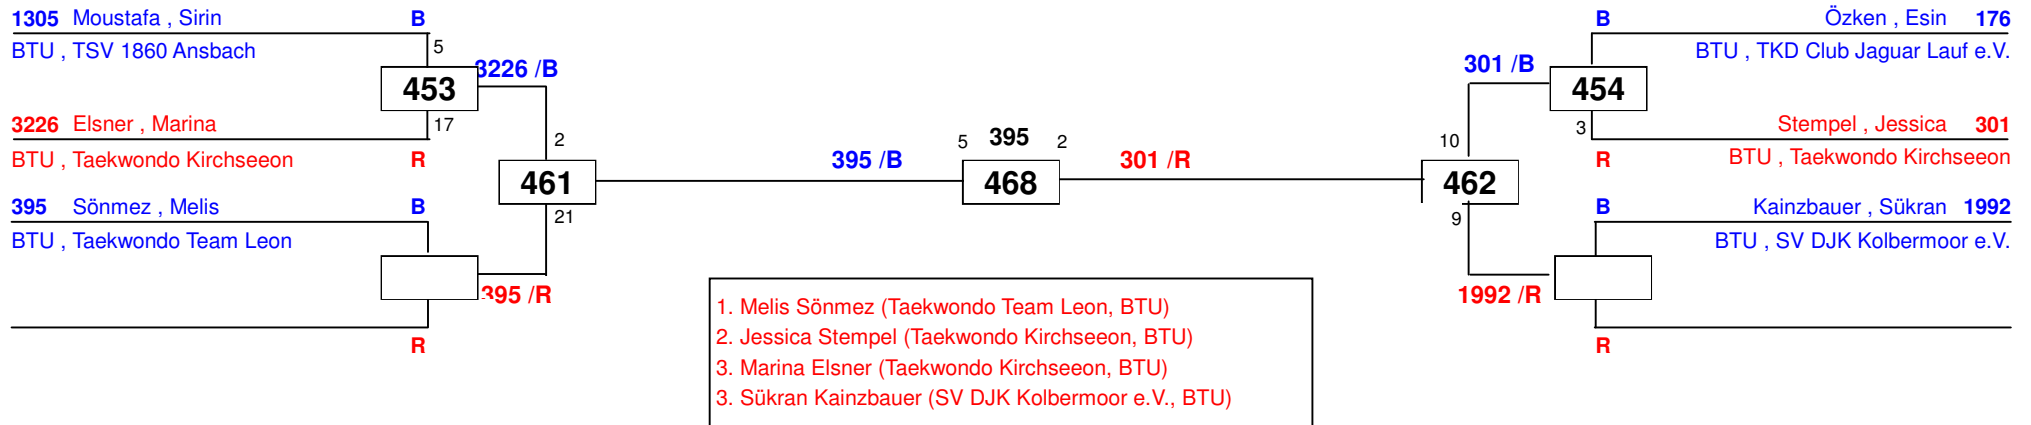 1305 Moustafa , Sirin B
BTU , TSV 1860 Ansbach
5
453
3226 /B
3226 Elsner , Marina
17
BTU , Taekwondo Kirchseeon R
2
461
21
395 Sönmez , Melis B
BTU , Taekwondo Team Leon
395 /R
R
395 /B
5 395 2
468
301 /R
B Özken , Esin 176
BTU , TKD Club Jaguar Lauf e.V.
301 /B
454
3
Stempel , Jessica 301
R BTU , Taekwondo Kirchseeon
10
462
9
B Kainzbauer , Sükran 1992
BTU , SV DJK Kolbermoor e.V.
1992 /R
R
1. Melis Sönmez (Taekwondo Team Leon, BTU)
2. Jessica Stempel (Taekwondo Kirchseeon, BTU)
3. Marina Elsner (Taekwondo Kirchseeon, BTU)
3. Sükran Kainzbauer (SV DJK Kolbermoor e.V., BTU)